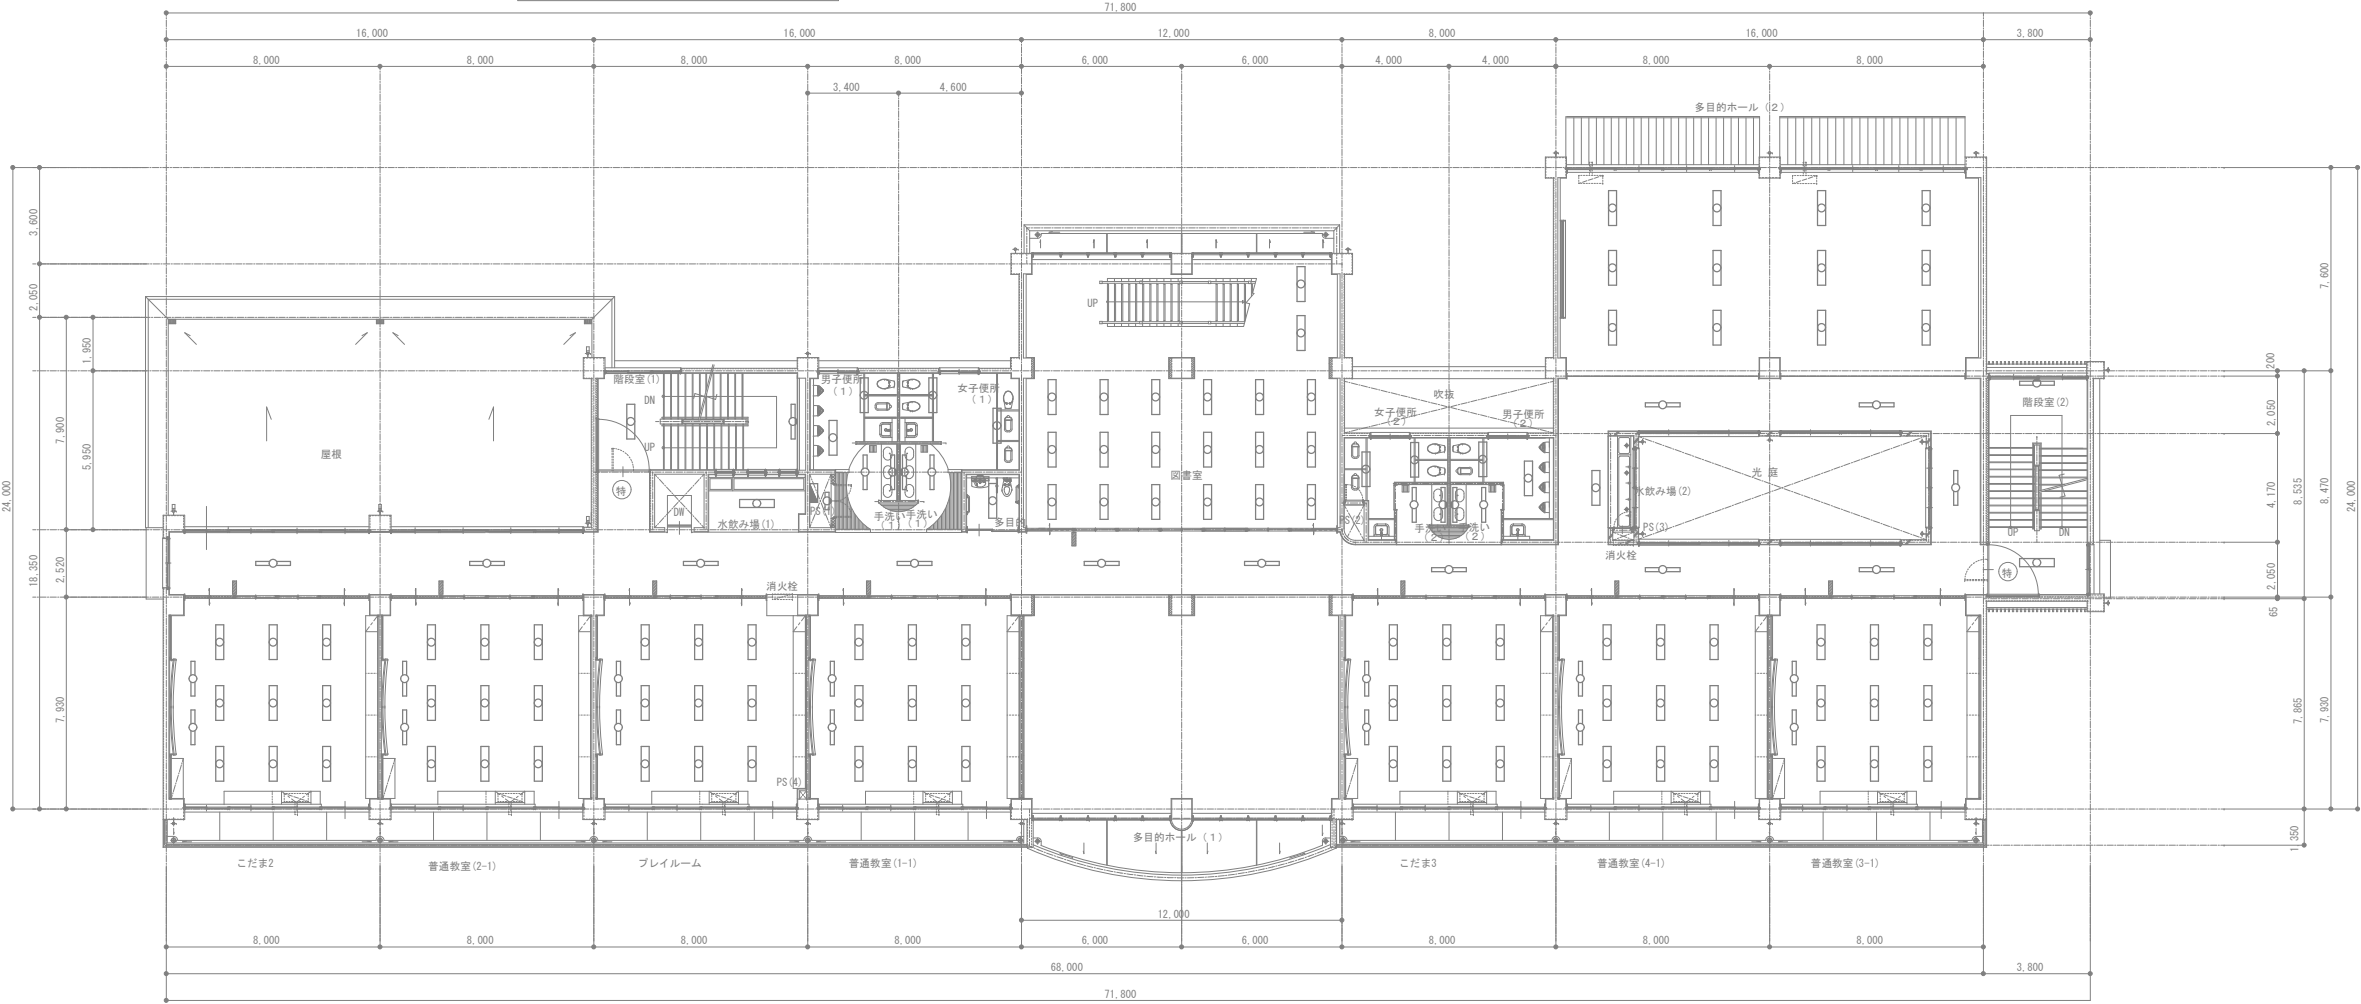 71,800
16,000 16,000 12,000 8,000 16,000 3,800
8,000 8,000 8,000 8,000 6,000 6,000 4,000 4,000 8,000 8,000
3,400 4,600
多目的ホール(2)
3,600
2,050
1,950
7,900
5,950
24,000
18,350
2,520
7,930
7,600
200
2,050
4,170
8,535
8,470
24,000
2,050
65
7,865
7,930
1,350
UP
階段室(1)
DN
UP
男子便所
(1)
女子便所
(1)
吹抜
女子便所
(2)
男子便所
(2)
階段室(2)
屋根
図書室
光庭
特
DW
水飲み場(1)
手洗い
(1)
手洗い
(1)
多目的
水飲み場(2)
PS(3)
消火栓
UP
DN
特
消火栓
PS(4)
多目的ホール(1)
こだま2
普通教室(2-1)
プレイルーム
普通教室(1-1)
こだま3
普通教室(4-1)
普通教室(3-1)
12,000
8,000 8,000 8,000 8,000 6,000 6,000 8,000 8,000 8,000
68,000 3,800
71,800